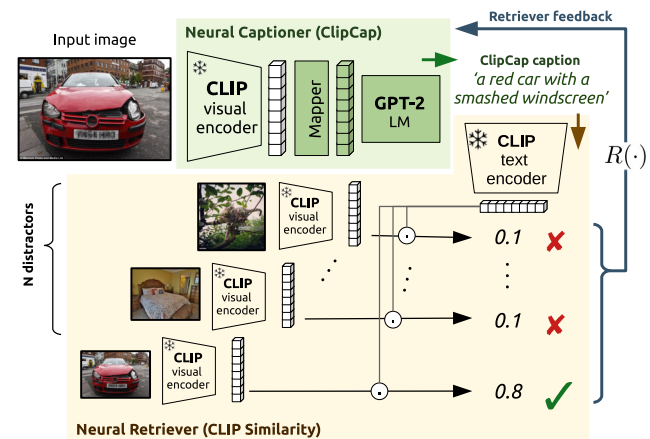 Input image
Neural Captioner (ClipCap)
CLIP
visual
encoder
Mapper
GPT-2
LM
Retriever feedback
ClipCap caption
‘a red car with a
smashed windscreen’
CLIP
text
encoder
R(·)
N distractors
CLIP
visual
encoder
0.1
CLIP
visual
encoder
0.1
CLIP
visual
encoder
0.8
Neural Retriever (CLIP Similarity)